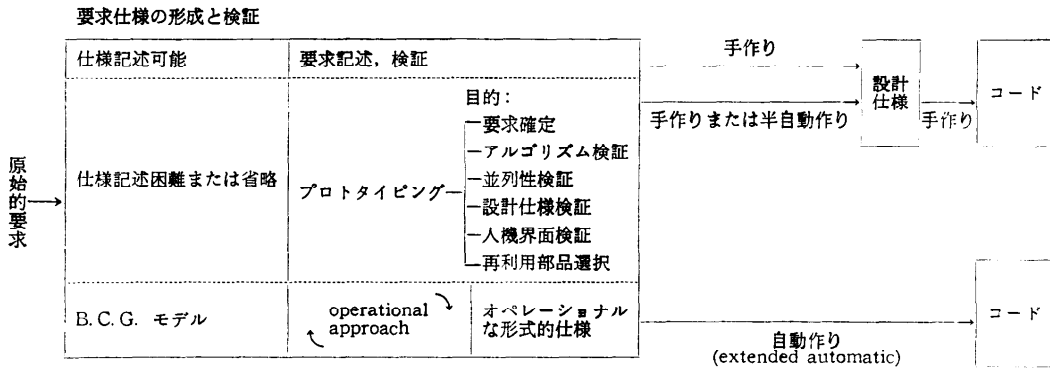 要求仕様の形成と検証
仕様記述可能
要求記述，検証
原始的要求
仕様記述困難または省略
プロトタイピング
目的：
要求確定
アルゴリズム検証
並列性検証
設計仕様検証
人機界面検証
再利用部品選択
B.C.G. モデル
operational
approach
オペレーショナル
な形式的仕様
手作り
手作りまたは半自動作り
設計
仕様
手作り
コード
自動作り
(extended automatic)
コード